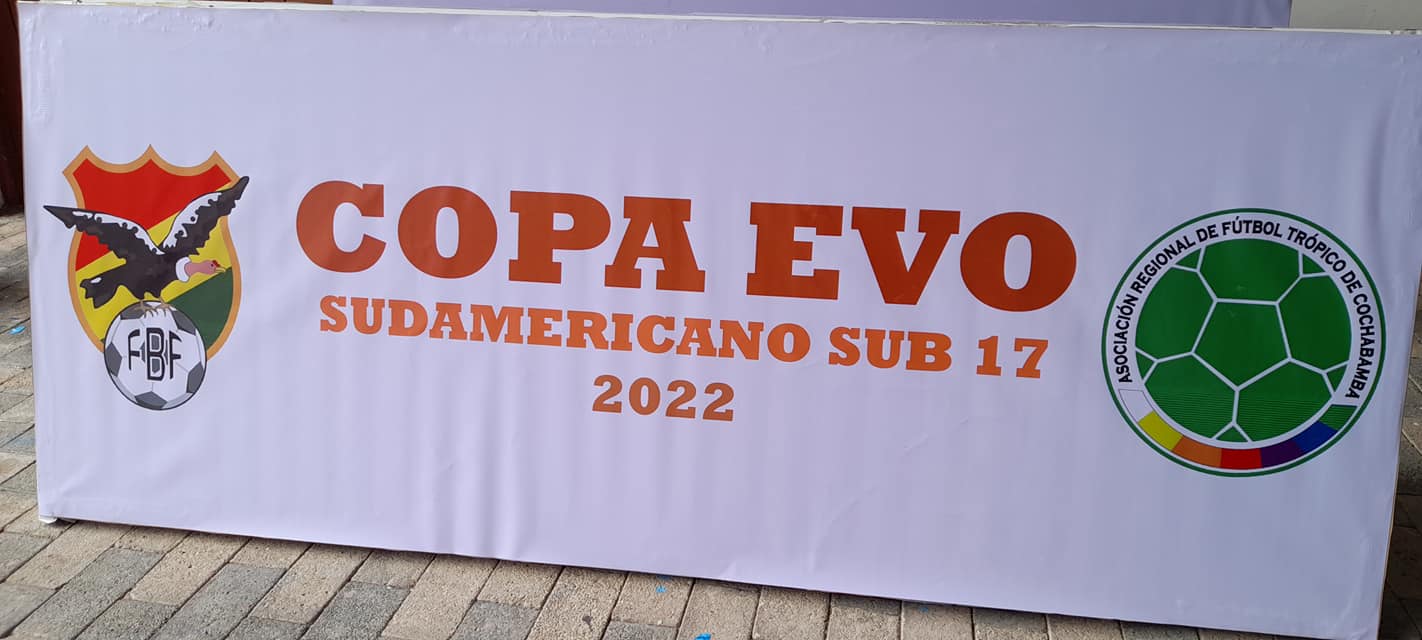 COPA EVO
SUDAMERICANO SUB 17
2022
FBF
ASOCIACIÓN REGIONAL DE FÚTBOL TRÓPICO DE COCHABAMBA